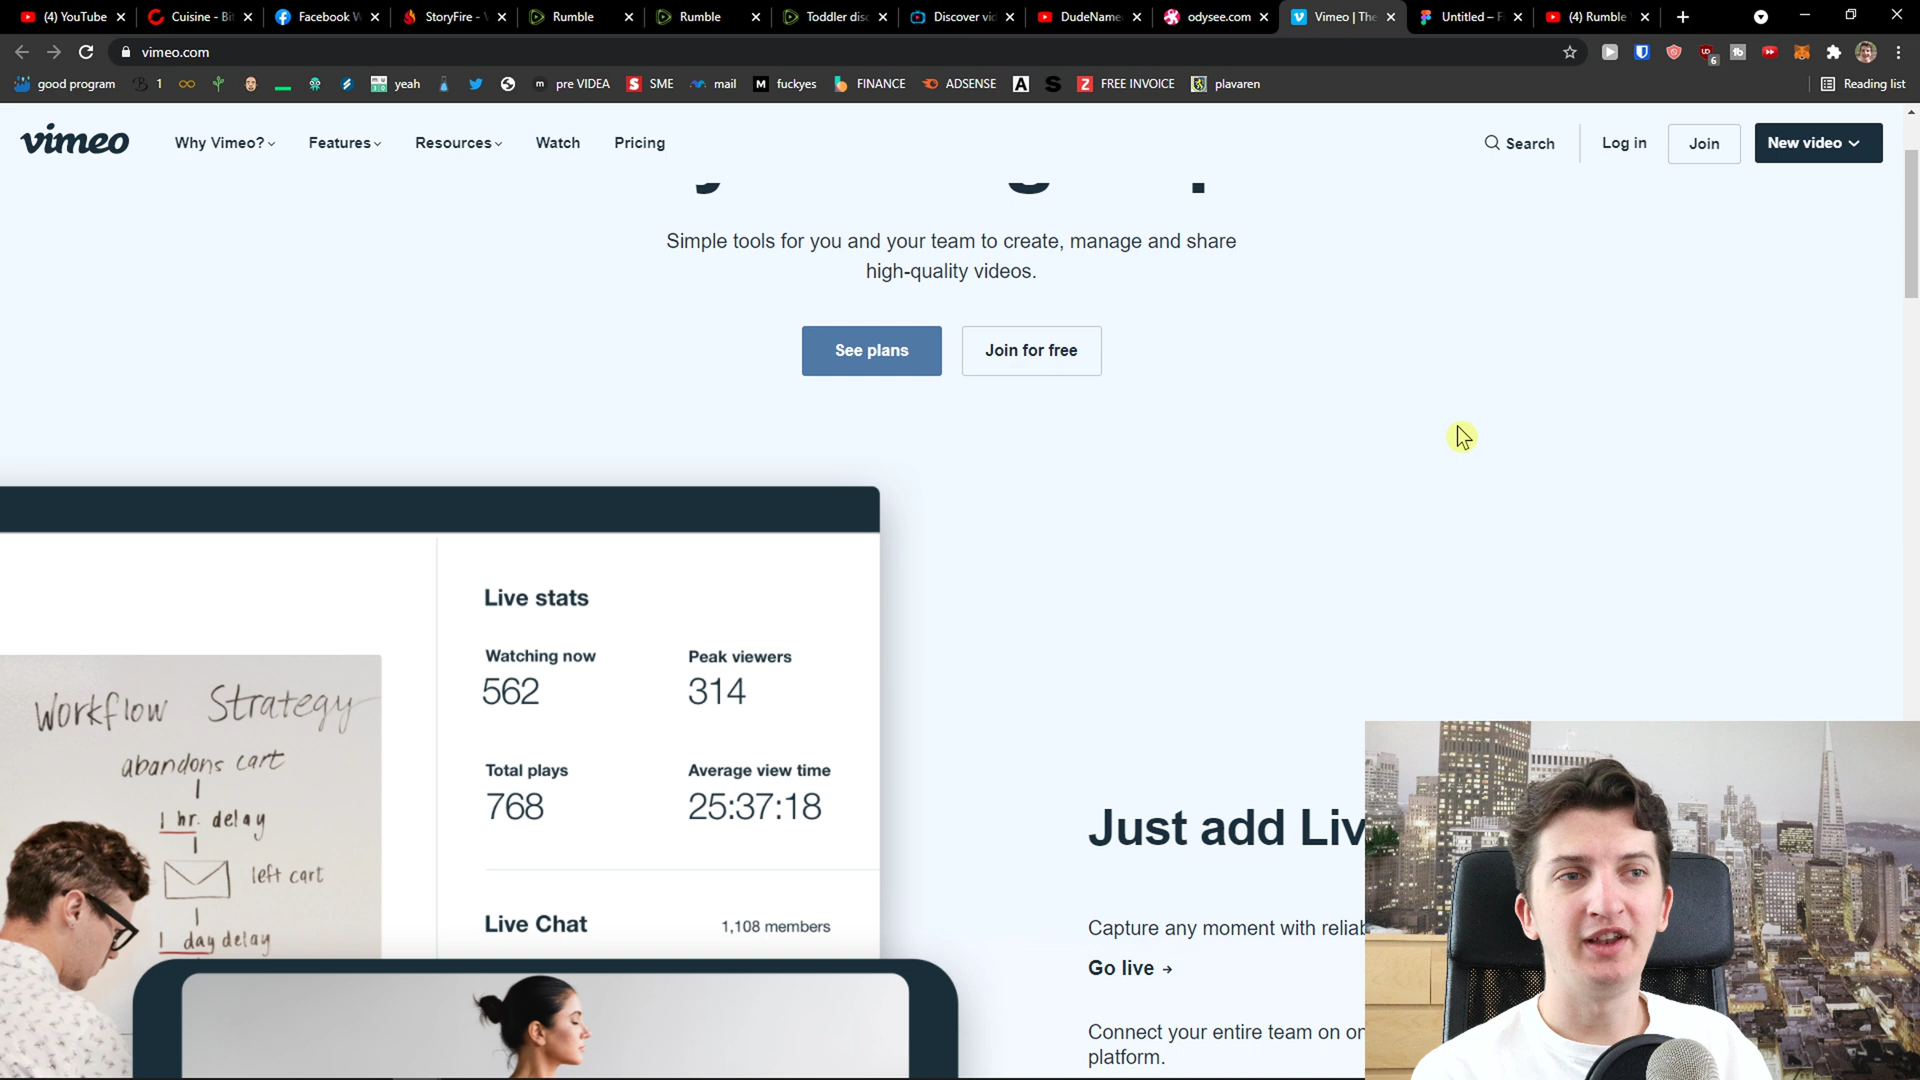 (4) YouTube
Cuisine - Bit
Facebook W
StoryFire -
Rumble
Rumble
Toddler disc
Discover vid
DudeName
odysee.com
Vimeo | The
Untitled – F
(4) Rumble
vimeo.com
6
good program
1
yeah
pre VIDEA
SME
mail
fuckyes
FINANCE
ADSENSE
FREE INVOICE
plavaren
Reading list
vimeo
Why Vimeo?
Features
Resources
Watch
Pricing
Search
Log in
Join
New video
Simple tools for you and your team to create, manage and share
high-quality videos.
See plans
Join for free
Live stats
Watching now
562
Peak viewers
314
Total plays
768
Average view time
25:37:18
Live Chat
1,108 members
Workflow Strategy
abandons cart
1 hr. delay
left cart
1 day delay
Just add Liv
Capture any moment with reliab
Go live →
Connect your entire team on on
platform.